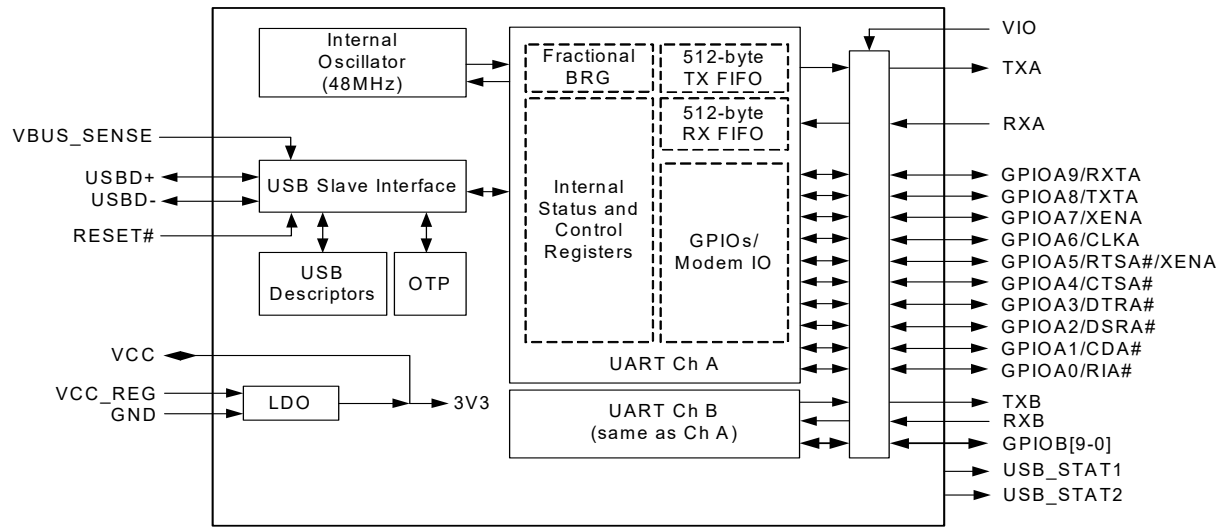 Internal
Oscillator
(48MHz)
Fractional
BRG
512-byte
TX FIFO
512-byte
RX FIFO
VIO
TXA
RXA
VBUS_SENSE
USBD+
USBD-
RESET#
USB Slave Interface
USB
Descriptors
OTP
Internal
Status and
Control
Registers
GPIOs/
Modem IO
UART Ch A
GPIOA9/RXTA
GPIOA8/TXTA
GPIOA7/XENA
GPIOA6/CLKA
GPIOA5/RTSA#/XENA
GPIOA4/CTSA#
GPIOA3/DTRA#
GPIOA2/DSRA#
GPIOA1/CDA#
GPIOA0/RIA#
VCC
VCC_REG
GND
LDO
3V3
UART Ch B
(same as Ch A)
TXB
RXB
GPIOB[9-0]
USB_STAT1
USB_STAT2